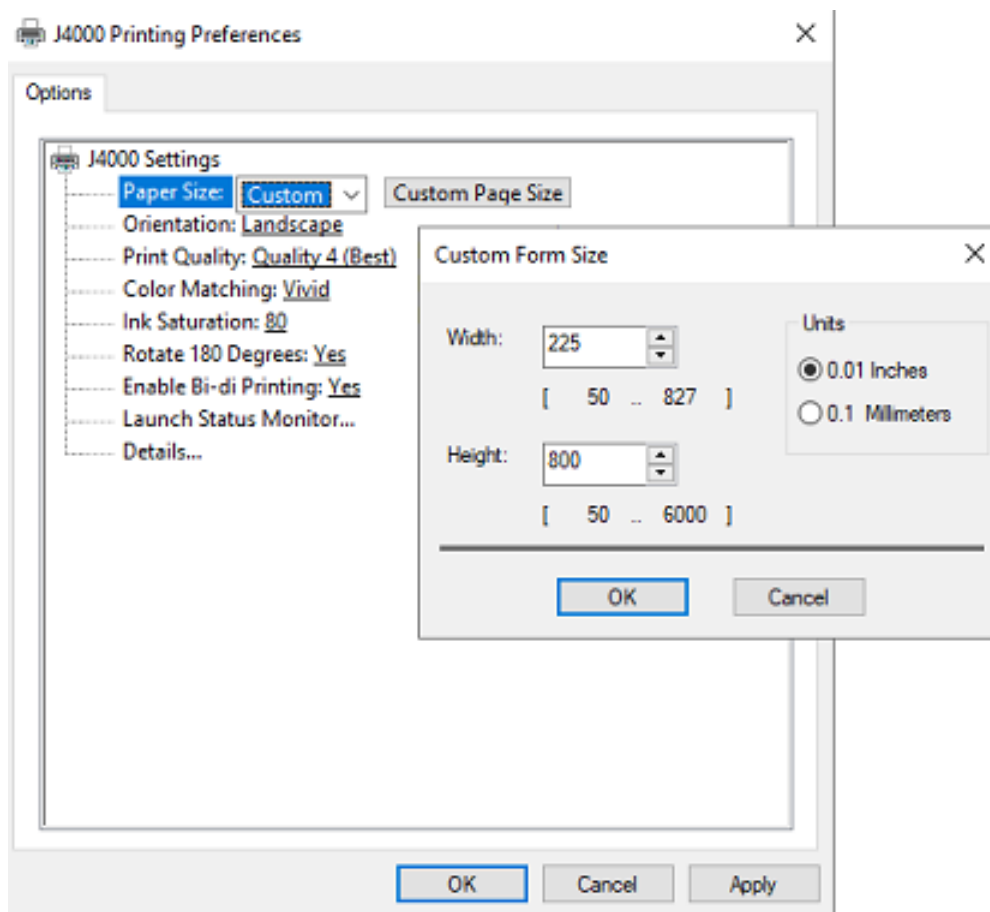 J4000 Printing Preferences
Options
J4000 Settings
Paper Size: Custom Custom Page Size
Orientation: Landscape
Print Quality: Quality 4 (Best)
Color Matching: Vivid
Ink Saturation: 80
Rotate 180 Degrees: Yes
Enable Bi-di Printing: Yes
Launch Status Monitor...
Details...
Custom Form Size
Width: 225
[ 50 .. 827 ]
Height: 800
[ 50 .. 6000 ]
Units
0.01 Inches
0.1 Millimeters
OK Cancel
OK Cancel Apply